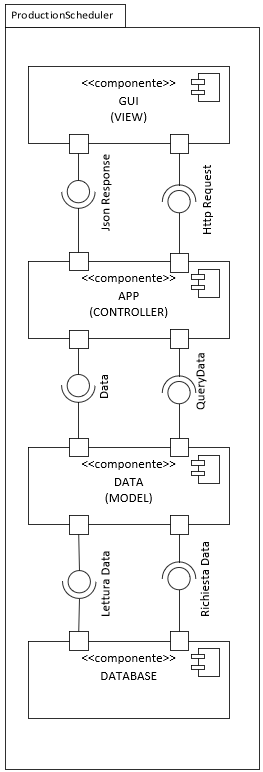 ProductionScheduler
<<componente>>
GUI
(VIEW)
Json Response
Http Request
<<componente>>
APP
(CONTROLLER)
Data
QueryData
<<componente>>
DATA
(MODEL)
Lettura Data
Richiesta Data
<<componente>>
DATABASE